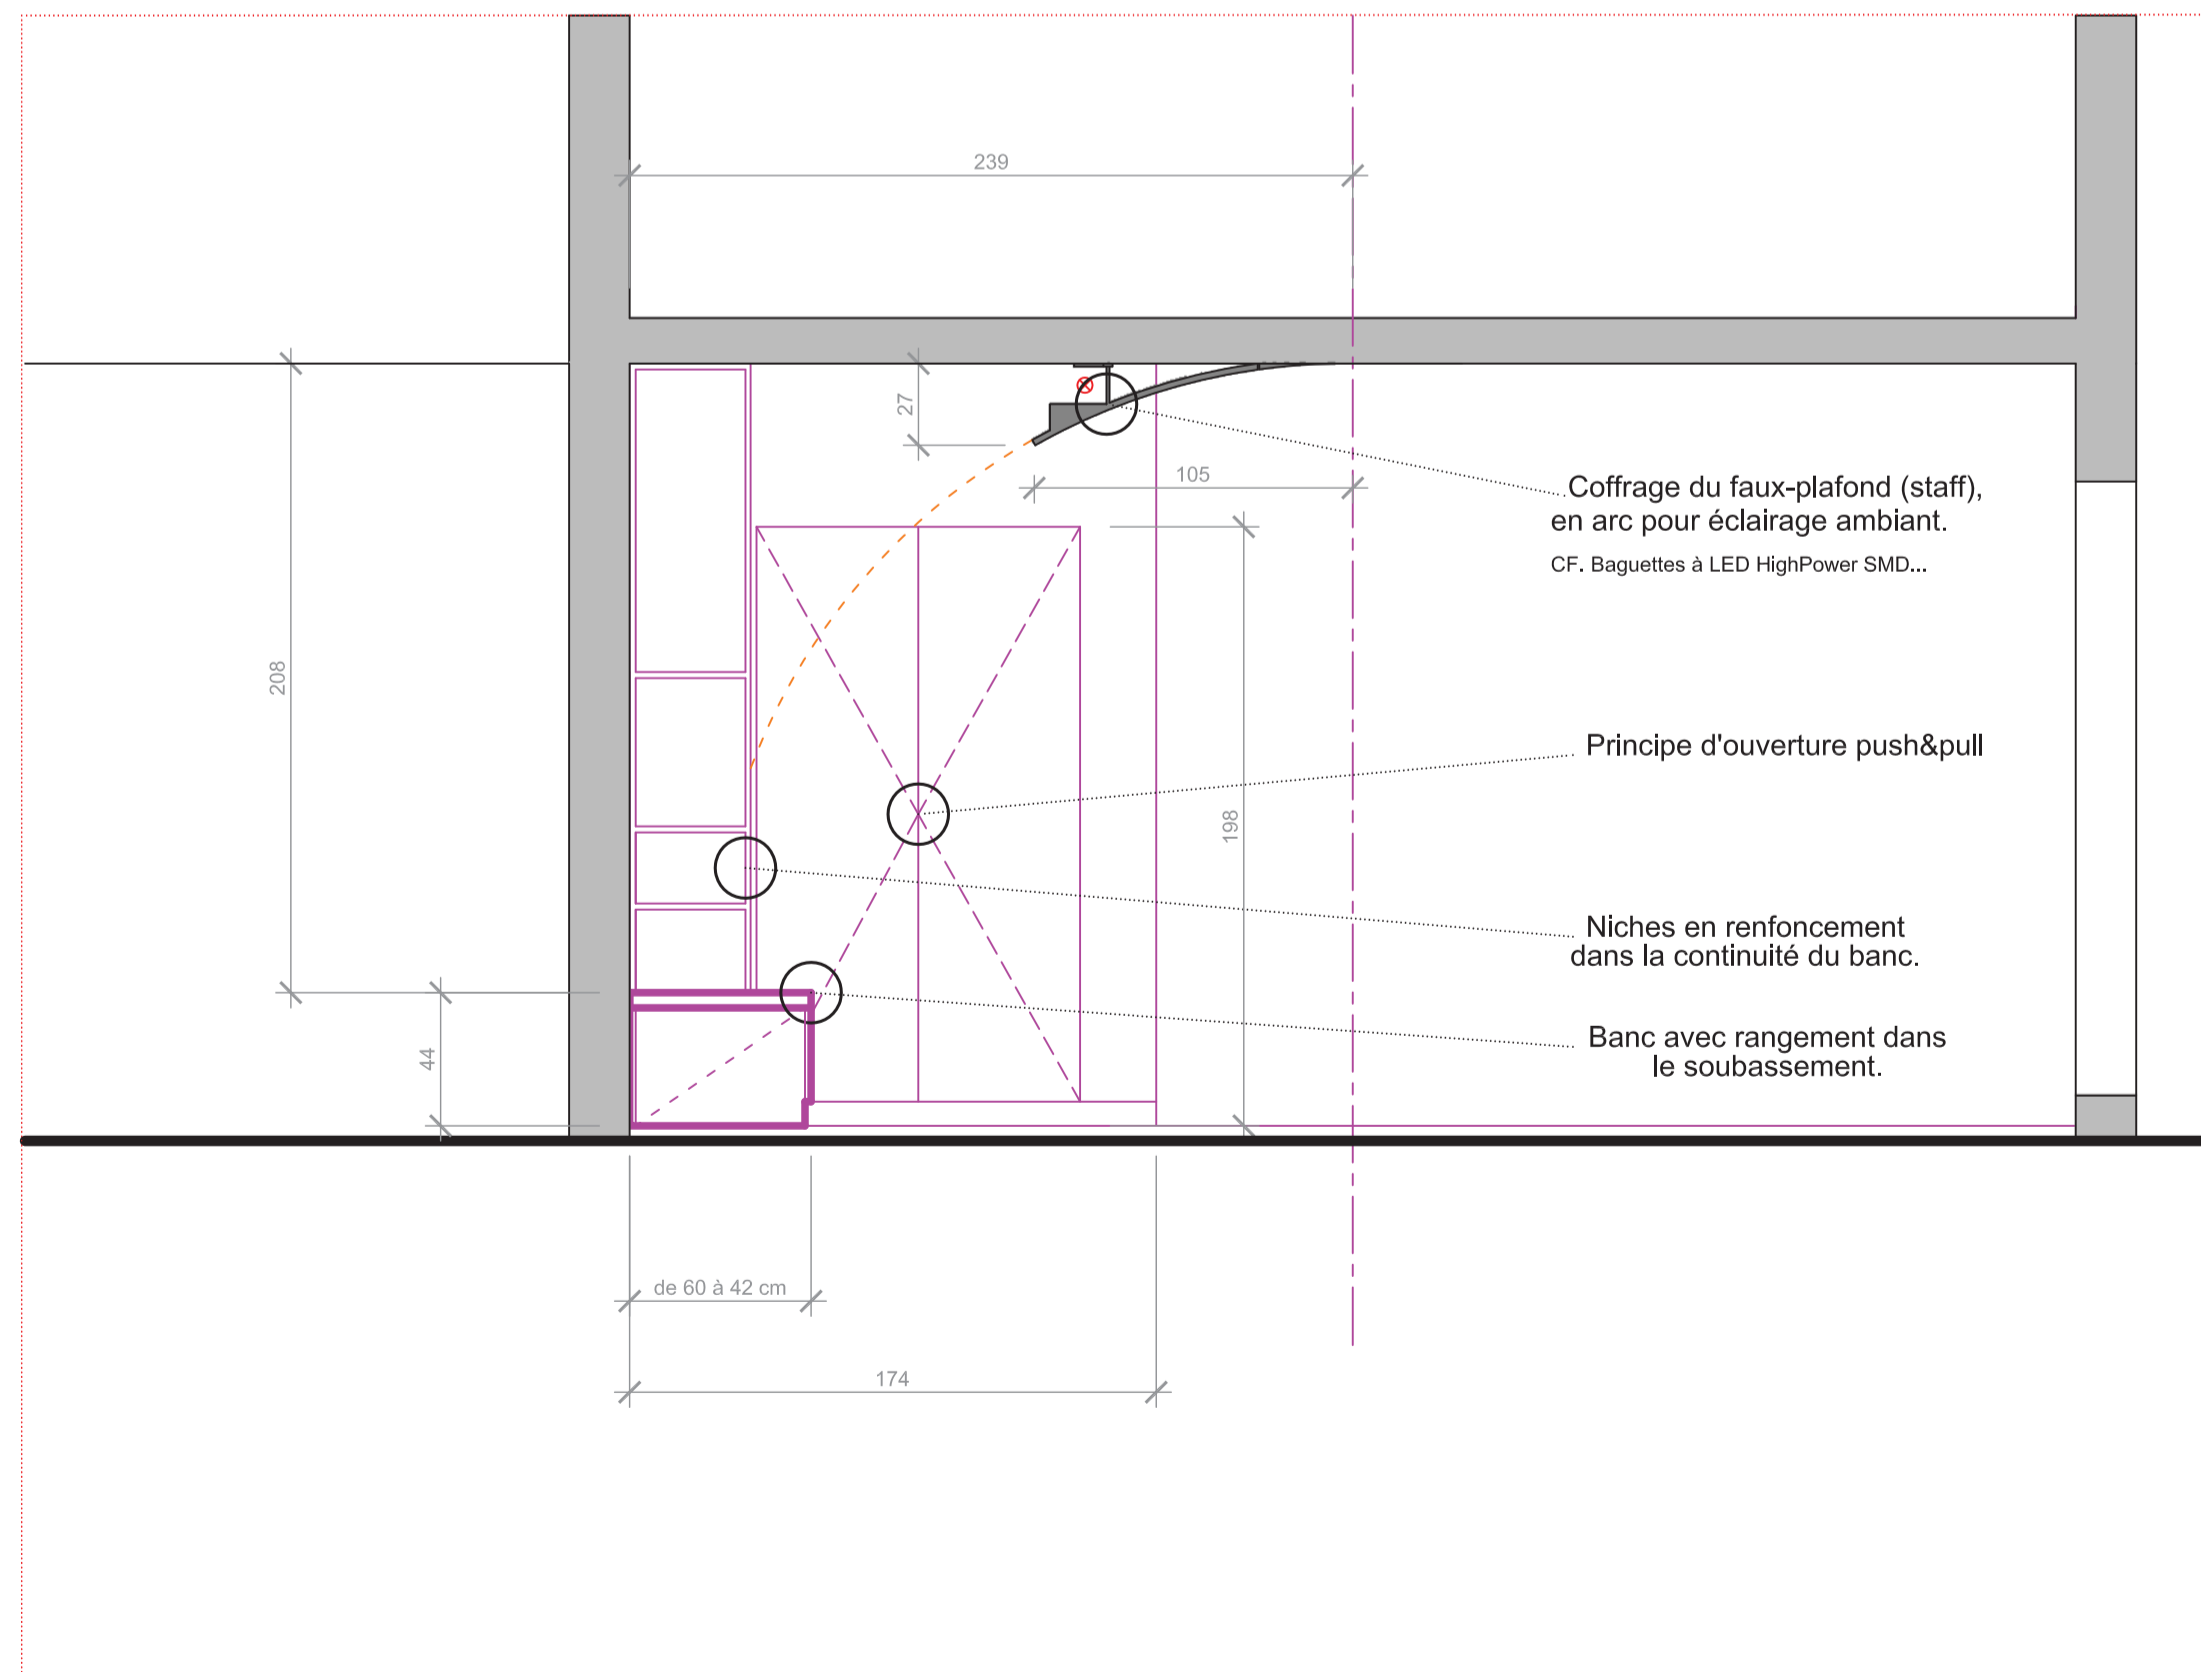 239
27
105
Coffrage du faux-plafond (staff),
en arc pour éclairage ambiant.
CF. Baguettes à LED HighPower SMD...
208
Principe d'ouverture push&pull
198
Niches en renfoncement
dans la continuité du banc.
Banc avec rangement dans
le soubassement.
44
de 60 à 42 cm
174